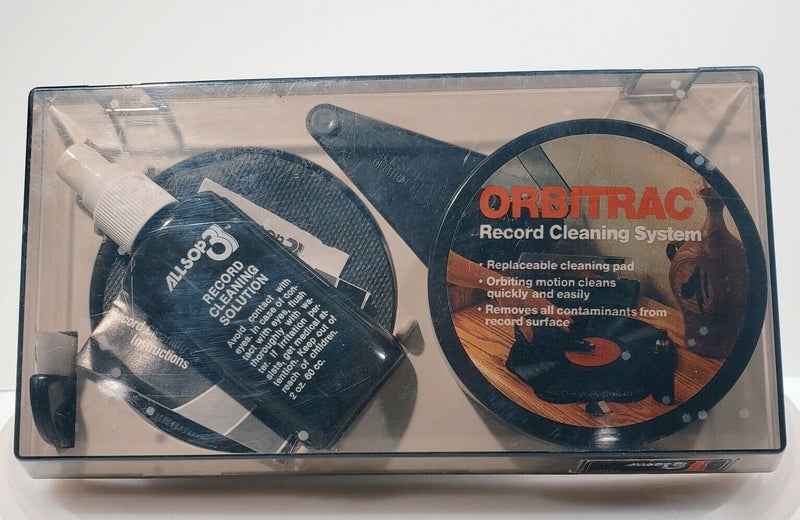 ALLSOP3
RECORD
CLEANING
SOLUTION
Avoid contact with
eyes. In case of con-
tact with eyes, flush
thoroughly with wa-
ter. If irritation per-
sists, get medical at-
tention. Keep out of
reach of children.
2 oz. 60 cc.
Instructions
ORBITRAC
Record Cleaning System
• Replaceable cleaning pad
• Orbiting motion cleans
quickly and easily
• Removes all contaminants from
record surface